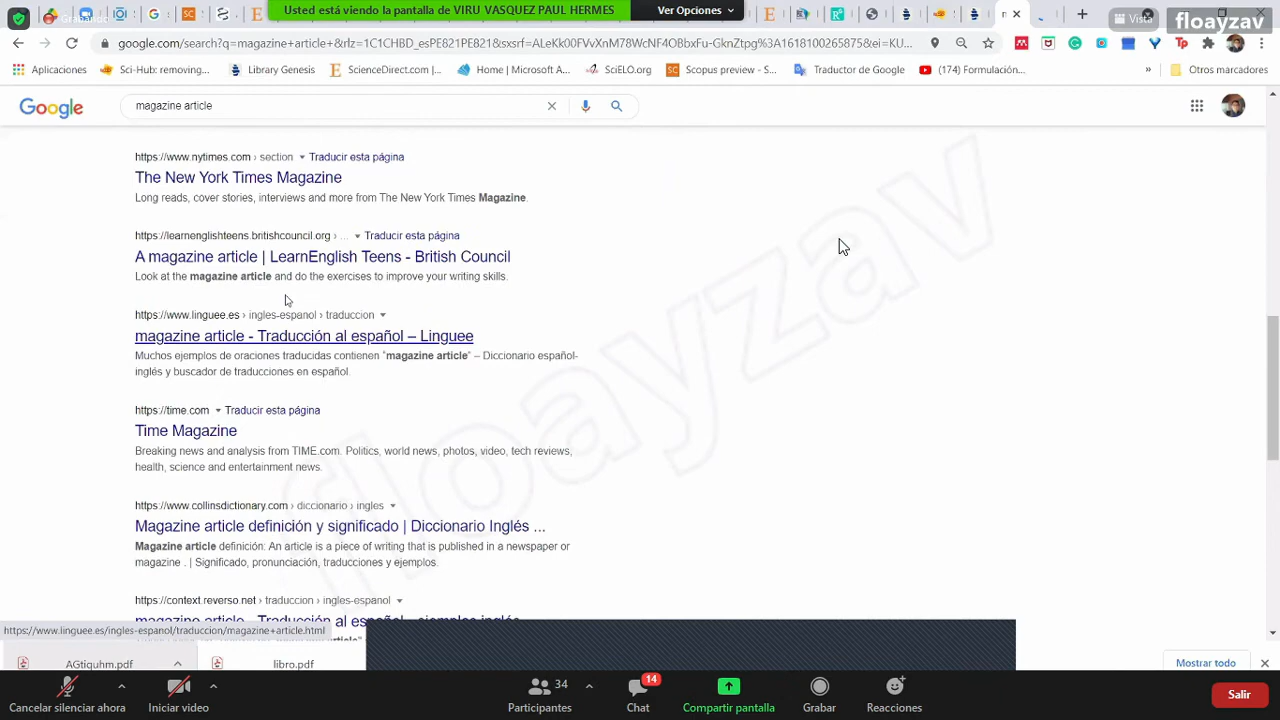 Grabando
Usted está viendo la pantalla de VIRU VASQUEZ PAUL HERMES
Ver Opciones
Vista
floayzav
google.com/search?q=magazine+article&rlz=1C1CHBD_
Aplicaciones
Sci-Hub: removing...
Library Genesis
ScienceDirect.com |...
Home | Microsoft A...
SciELO.org
Scopus preview - S...
Traductor de Google
(174) Formulación...
»
Otros marcadores
Google
magazine article
https://www.nytimes.com › section
Traducir esta página
The New York Times Magazine
Long reads, cover stories, interviews and more from The New York Times Magazine.
https://learnenglishteens.britishcouncil.org › ...
Traducir esta página
A magazine article | LearnEnglish Teens - British Council
Look at the magazine article and do the exercises to improve your writing skills.
https://www.linguee.es › ingles-espanol › traduccion
magazine article - Traducción al español – Linguee
Muchos ejemplos de oraciones traducidas contienen "magazine article" – Diccionario español-
inglés y buscador de traducciones en español.
https://time.com
Traducir esta página
Time Magazine
Breaking news and analysis from TIME.com. Politics, world news, photos, video, tech reviews,
health, science and entertainment news.
https://www.collinsdictionary.com › diccionario › ingles
Magazine article definición y significado | Diccionario Inglés ...
Magazine article definición: An article is a piece of writing that is published in a newspaper or
magazine . | Significado, pronunciación, traducciones y ejemplos.
https://context.reverso.net › traduccion › ingles-espanol
magazine article - Traducción al español - ejemplos inglés
floayzav
https://www.linguee.es/ingles-espanol/traduccion/magazine+article.html
AGtiquhm.pdf
libro.pdf
Mostrar todo
Cancelar silenciar ahora
Iniciar video
34
Participantes
14
Chat
Compartir pantalla
Grabar
Reacciones
Salir